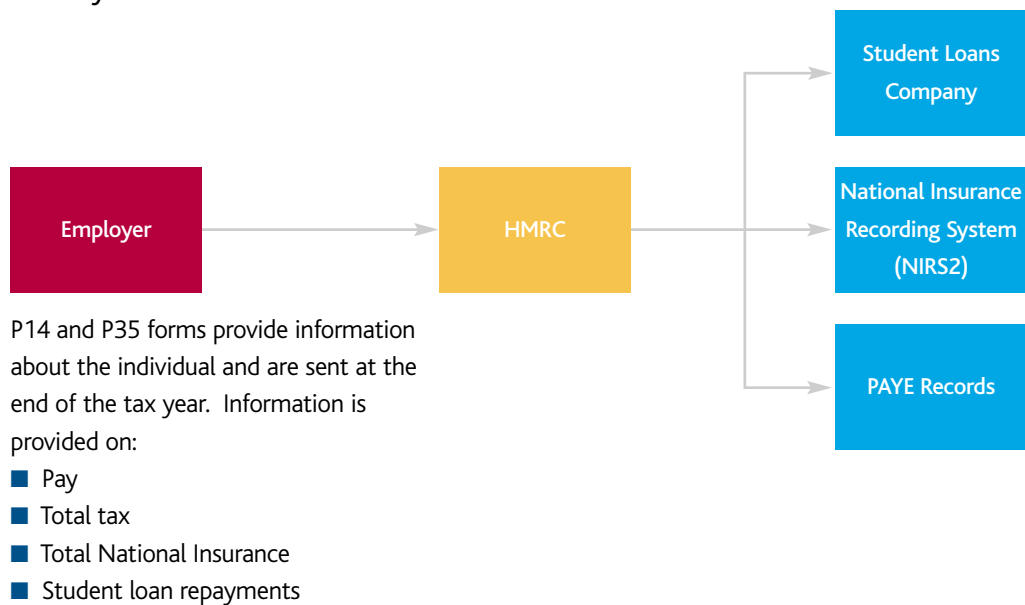 Student Loans
Company
National Insurance
Recording System
(NIRS2)
Employer
HMRC
PAYE Records
P14 and P35 forms provide information
about the individual and are sent at the
end of the tax year. Information is
provided on:
■ Pay
■ Total tax
■ Total National Insurance
■ Student loan repayments